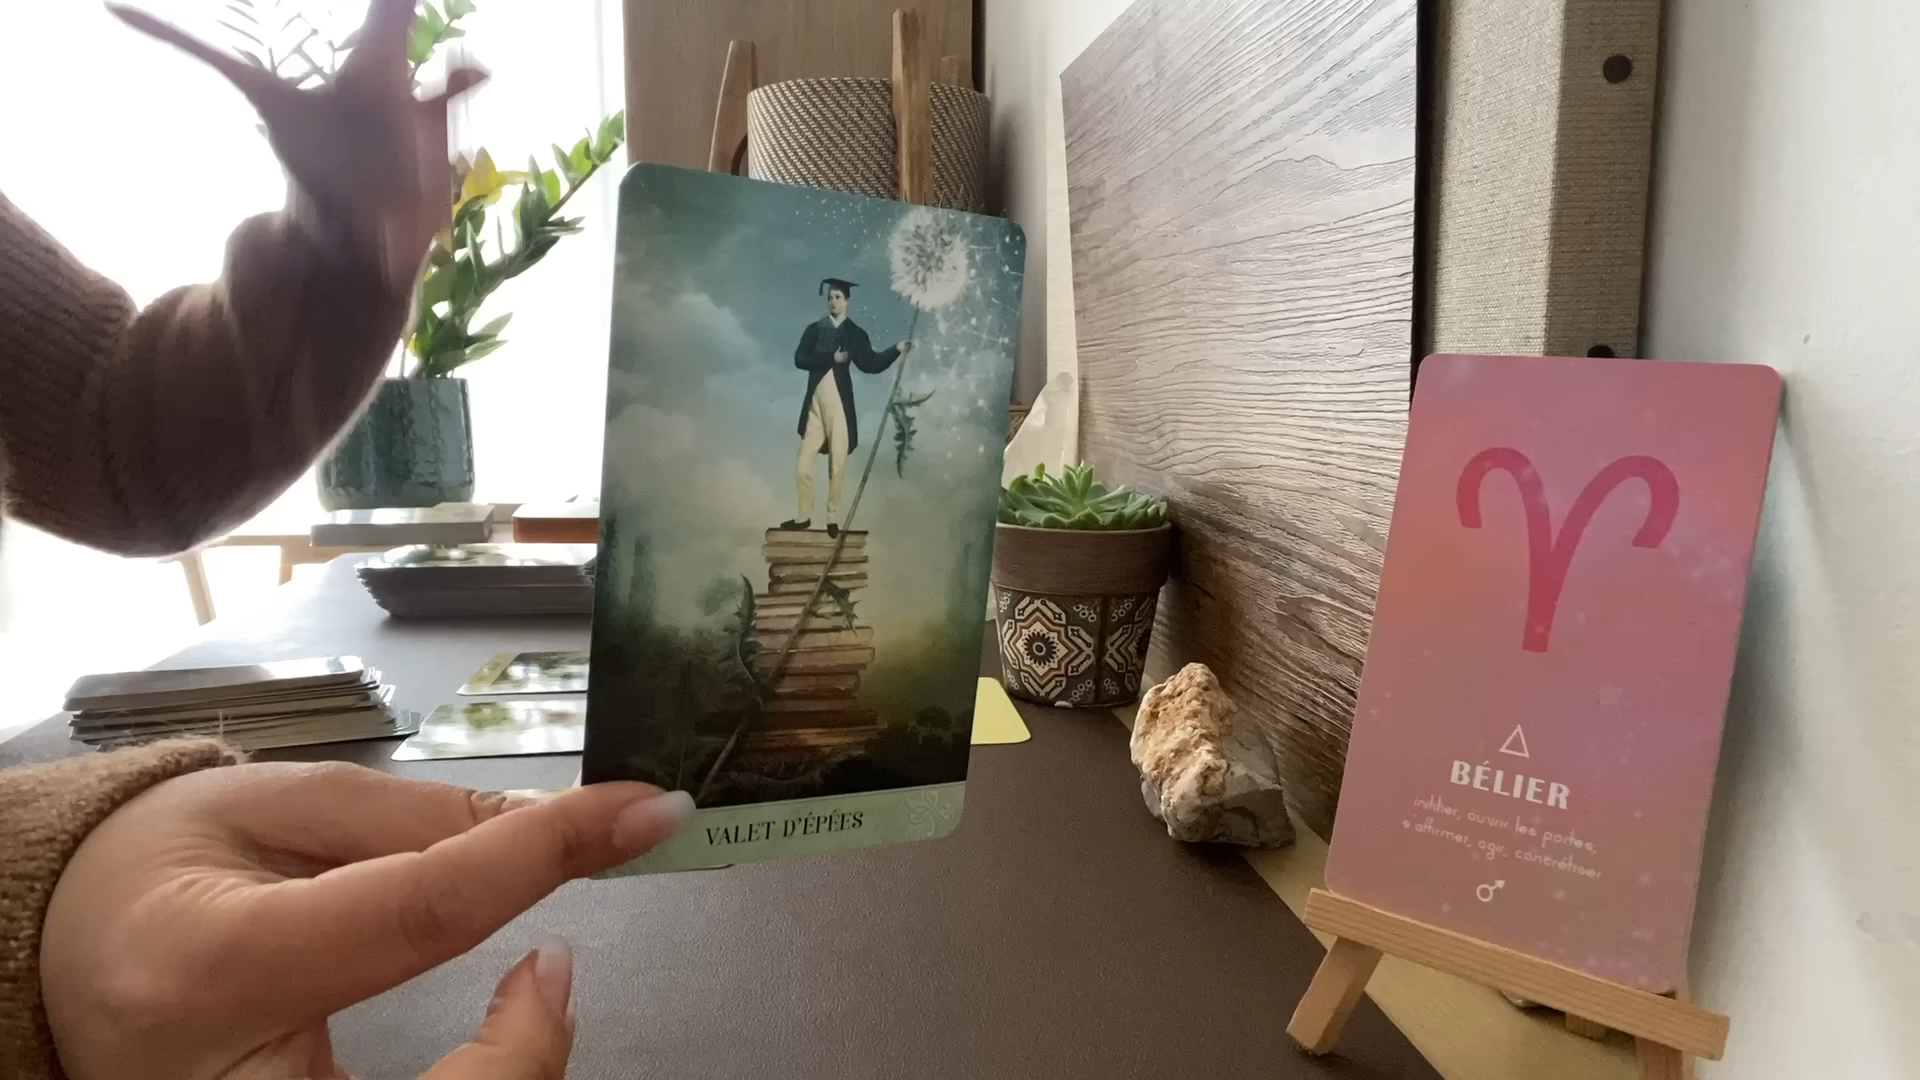 VALET D'ÉPÉES
BÉLIER
initier, ouvrir les portes,
s'affirmer, agir, concrétiser